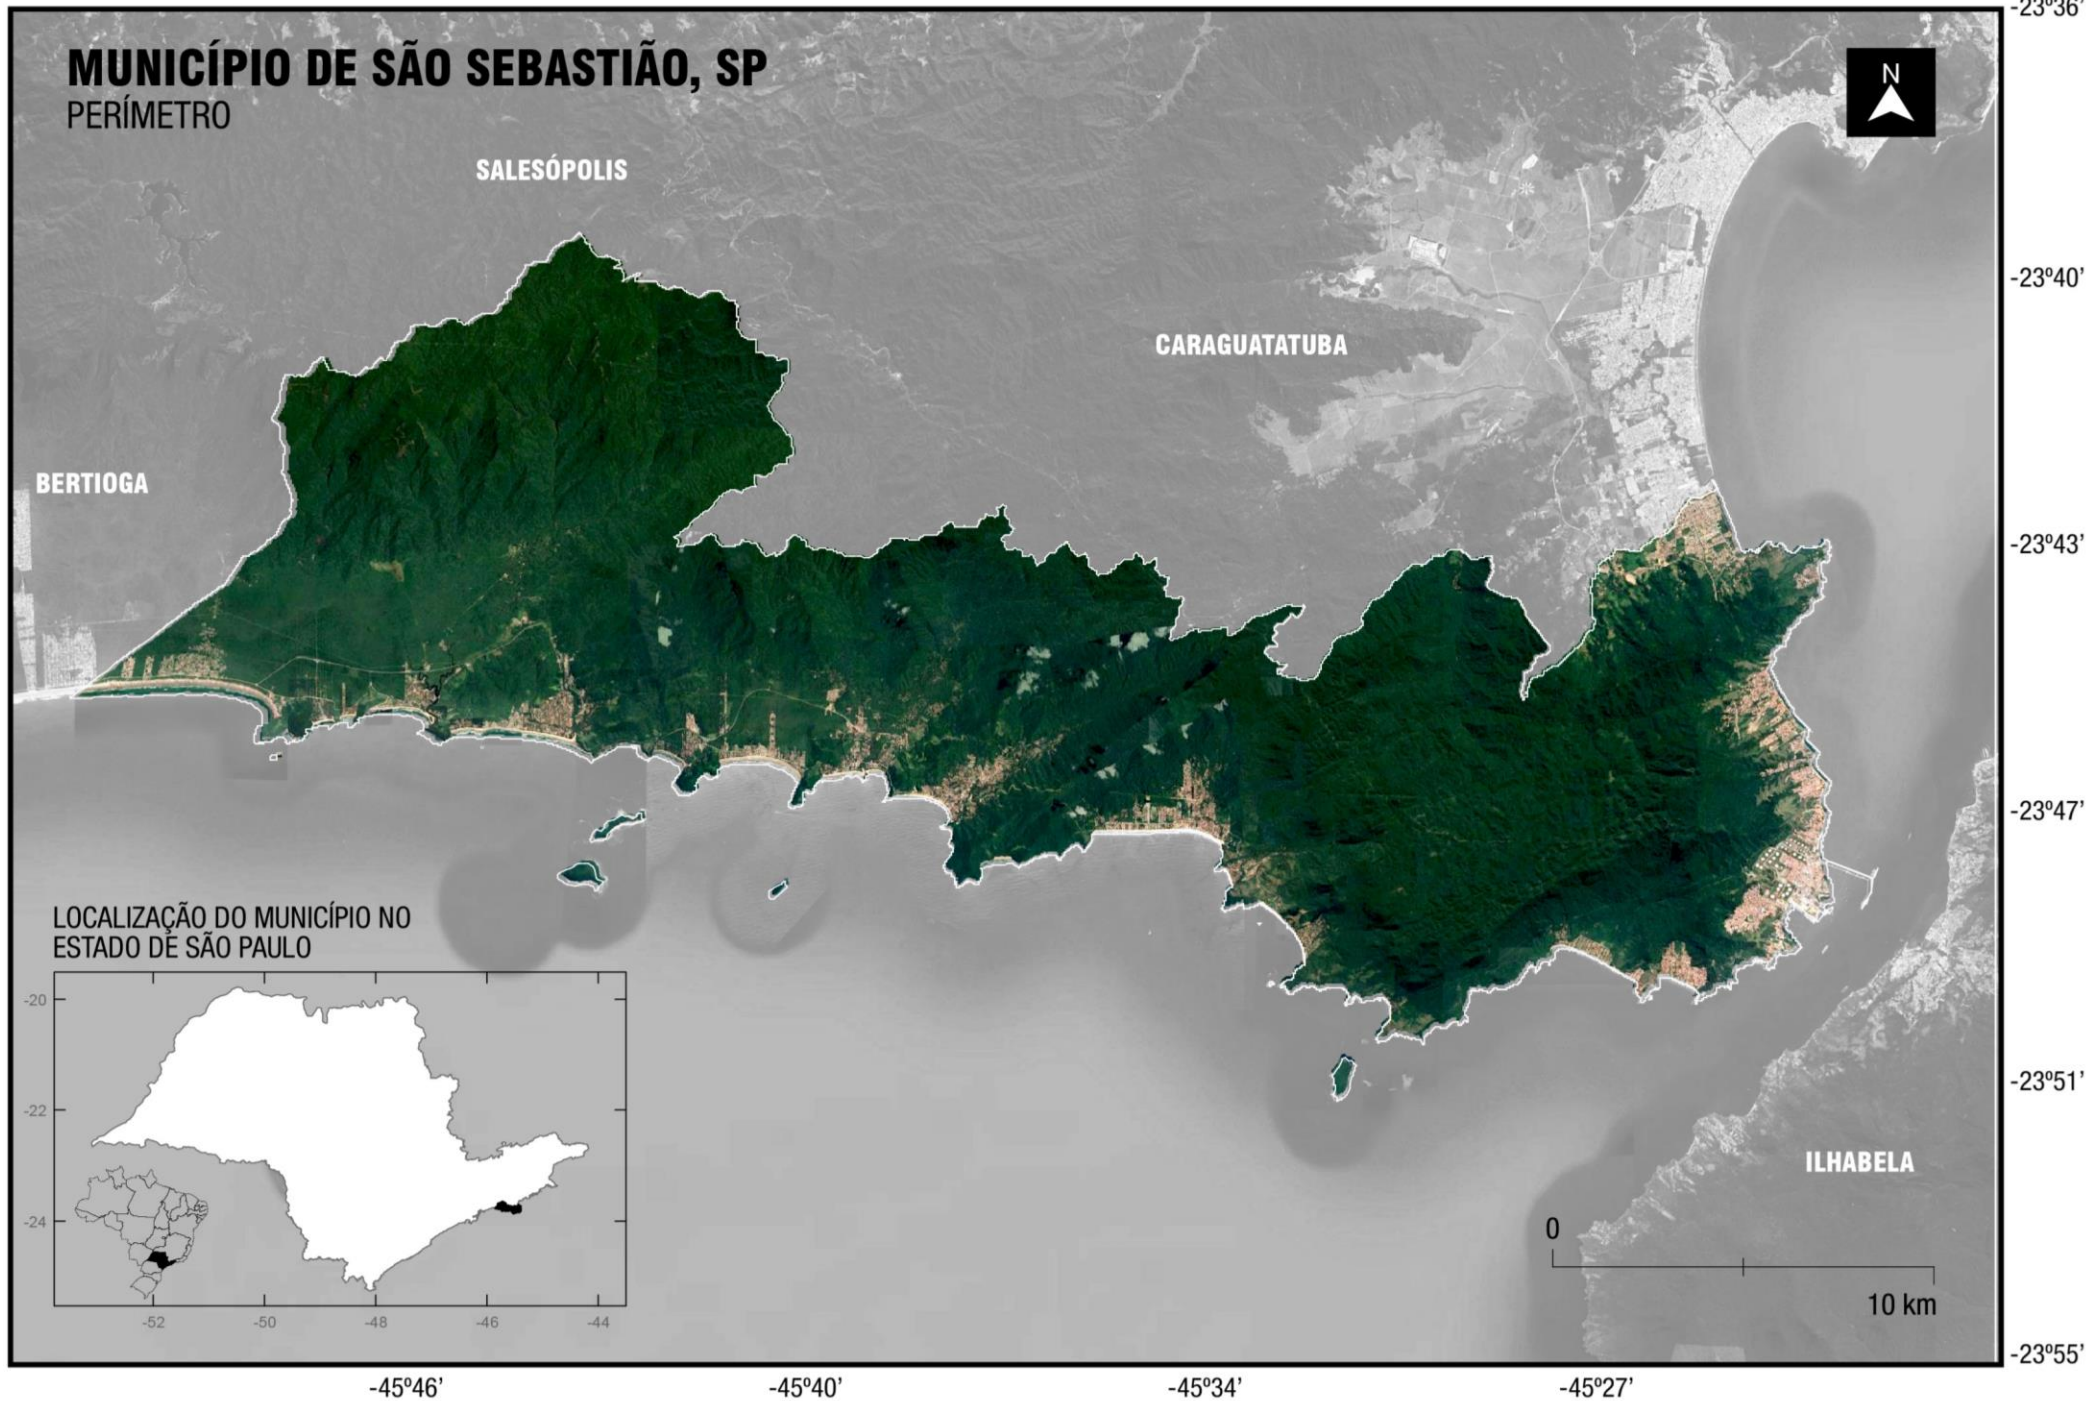 MUNICÍPIO DE SÃO SEBASTIÃO, SP
PERÍMETRO
N
-23º36'
SALESÓPOLIS
-23º40'
CARAGUATATUBA
BERTIOGA
-23º43'
-23º47'
LOCALIZAÇÃO DO MUNICÍPIO NO
ESTADO DE SÃO PAULO
-20
-22
-24
-52
-50
-48
-46
-44
-23º51'
ILHABELA
0
10 km
-23º55'
-45º46'
-45º40'
-45º34'
-45º27'